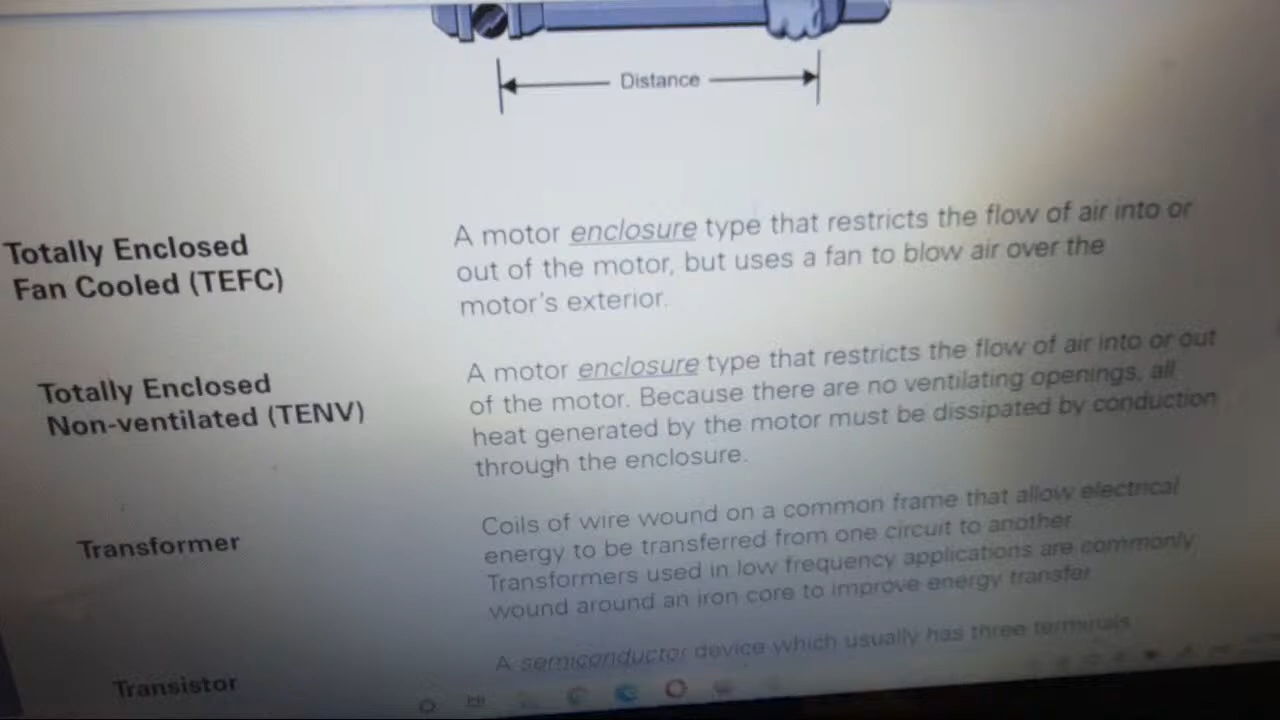 Distance
Totally Enclosed
Fan Cooled (TEFC)
A motor enclosure type that restricts the flow of air into or
out of the motor, but uses a fan to blow air over the
motor's exterior.
Totally Enclosed
Non-ventilated (TENV)
A motor enclosure type that restricts the flow of air into or out
of the motor. Because there are no ventilating openings, all
heat generated by the motor must be dissipated by conduction
through the enclosure.
Transformer
Coils of wire wound on a common frame that allow electrical
energy to be transferred from one circuit to another.
Transformers used in low frequency applications are commonly
wound around an iron core to improve energy transfer
Transistor
A semiconductor device which usually has three terminals